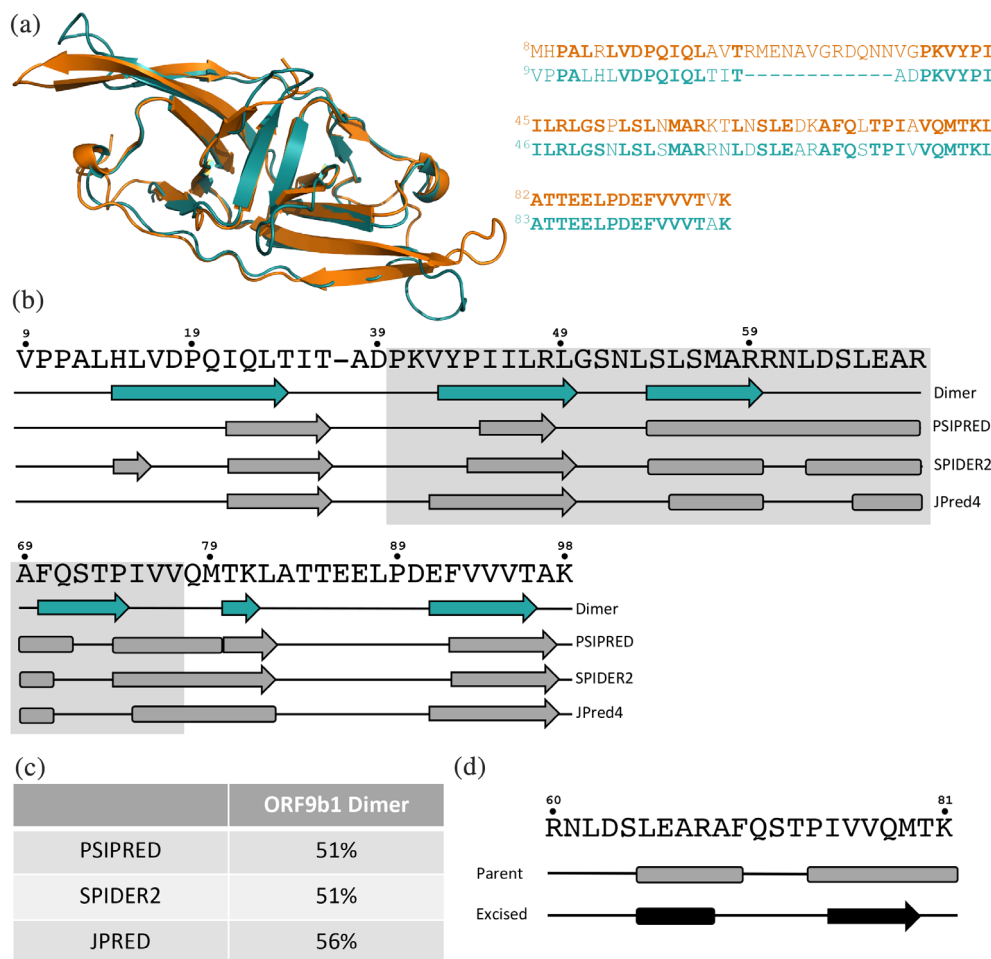 (a)
8MHPALRLVDPQIQLAVTRMENAVGRDQNNVGPKVYPI
9VPPALHLVDPQIQLTIT------------ADPKVYPI
45ILRLGSPLSLNMARKTLNSLEDKAFQLTPIAVQMTKL
46ILRLGSNLSLSMARRNLDSLEARAFQSTPIVVQMTKL
82ATTEELPDEFVVVTVK
83ATTEELPDEFVVVTAK
(b)
9 19 39 49 59
VPPALHLVDPQIQLTIT–ADPKVYPIILRLGSNLSLSMARRNLDSLEAR
Dimer
PSIPRED
SPIDER2
JPred4
69 79 89 98
AFQSTPIVVQMTKLATTEELPDEFVVVTAK
Dimer
PSIPRED
SPIDER2
JPred4
(c)
ORF9b1 Dimer
PSIPRED 51%
SPIDER2 51%
JPRED 56%
(d)
60 81
RNLDSLEARAFQSTPIVVQMTK
Parent
Excised